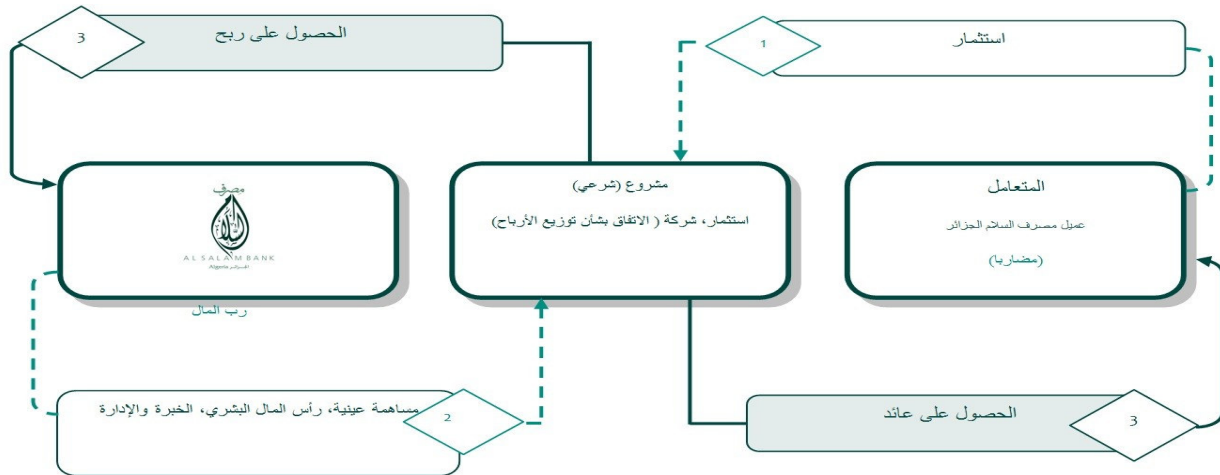 استثمار
1
الحصول على ربح
3
المتعامل
عميل مصرف السلام الجزائر
(مضاربا)
مشروع (شرعي)
استثمار، شركة ( الاتفاق بشأن توزيع الأرباح)
مصرف
السلام
AL SALAM BANK
Algeria الجزائر
رب المال
مساهمة عينية، رأس المال البشري، الخبرة والإدارة
2
الحصول على عائد
3